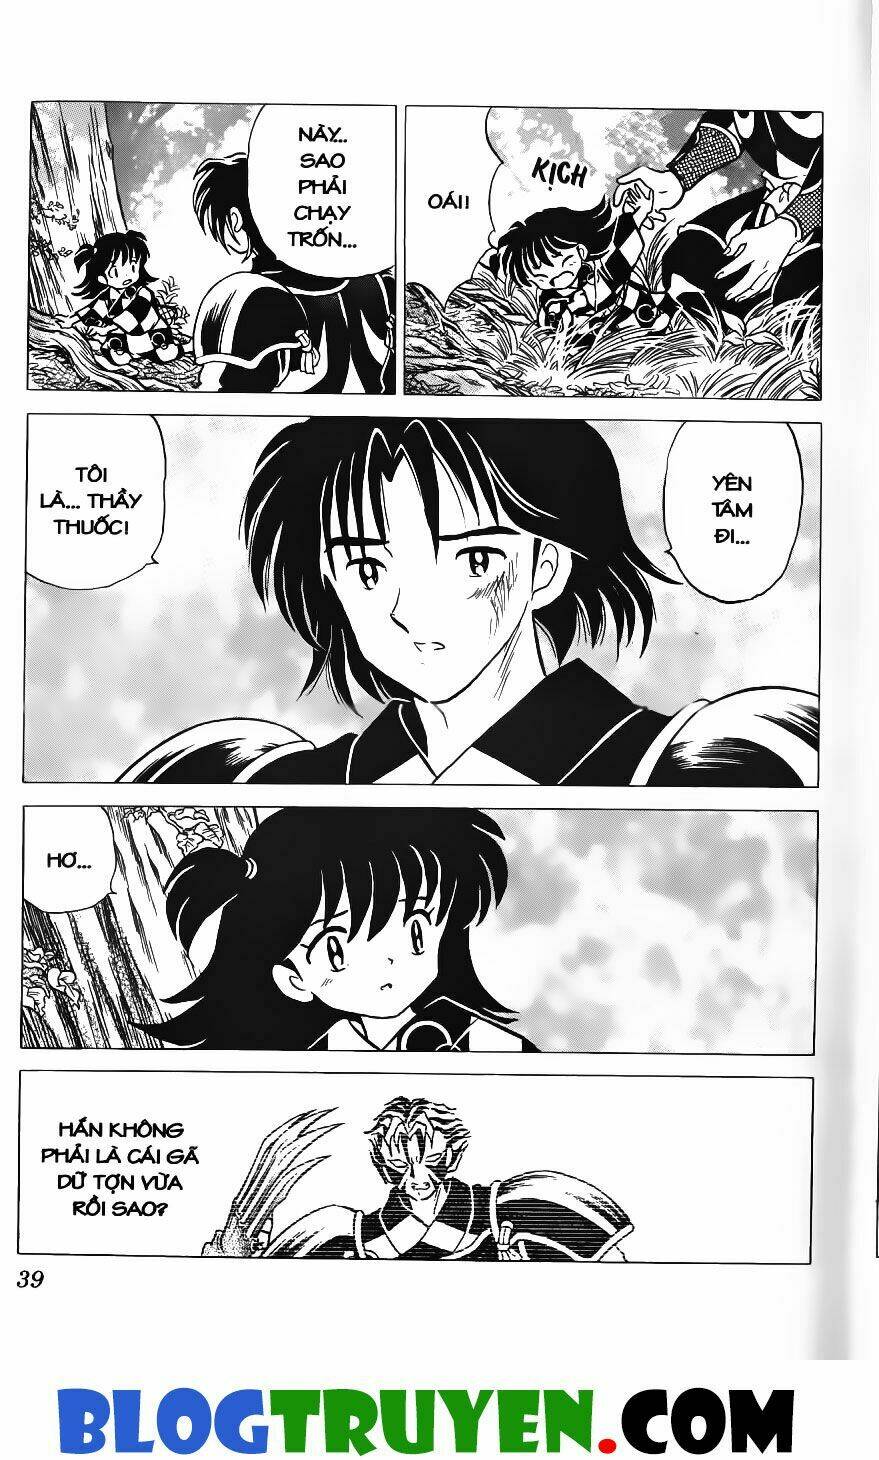 KỊCH
OÁI!
NÀY...
SAO
PHẢI
CHẠY
TRỐN...
YÊN
TÂM
ĐI...
TÔI
LÀ... THẦY
THUỐC!
HƠ...
HẮN KHÔNG
PHẢI LÀ CÁI GÃ
DỮ TỢN VỪA
RỒI SAO?
39
BLOGTRUYEN.COM